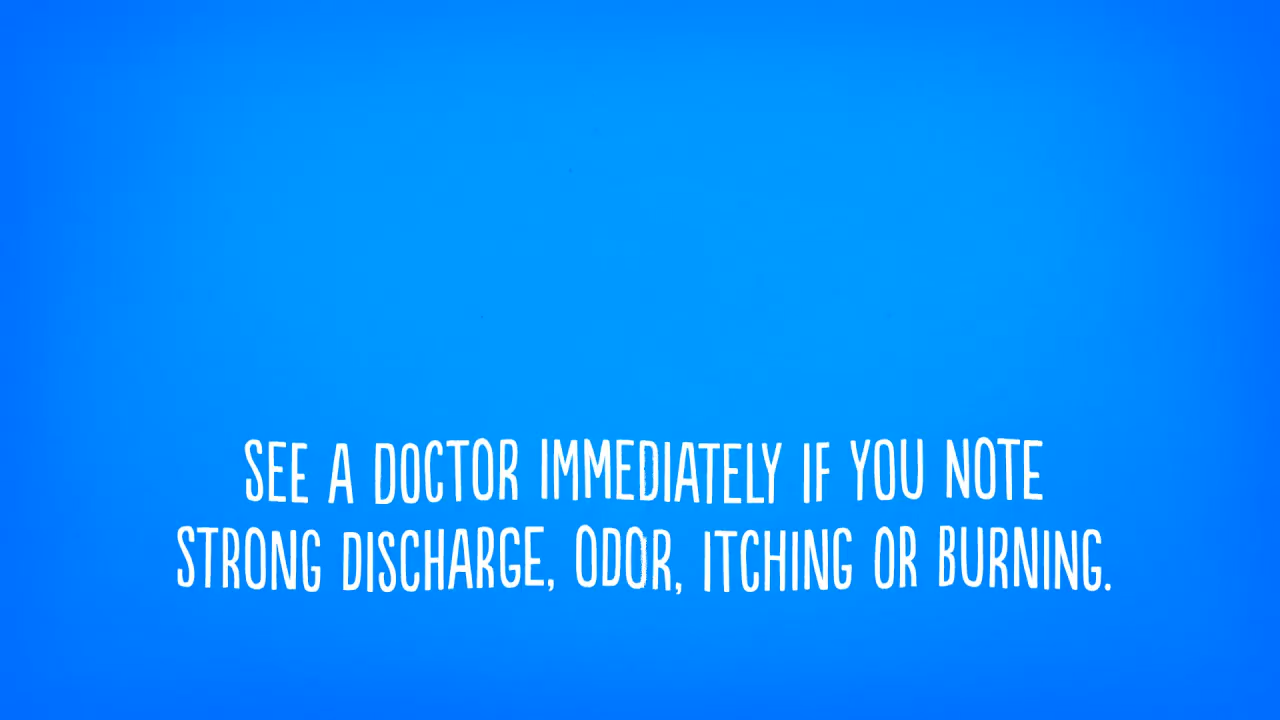 SEE A DOCTOR IMMEDIATELY IF YOU NOTE
STRONG DISCHARGE, ODOR, ITCHING OR BURNING.